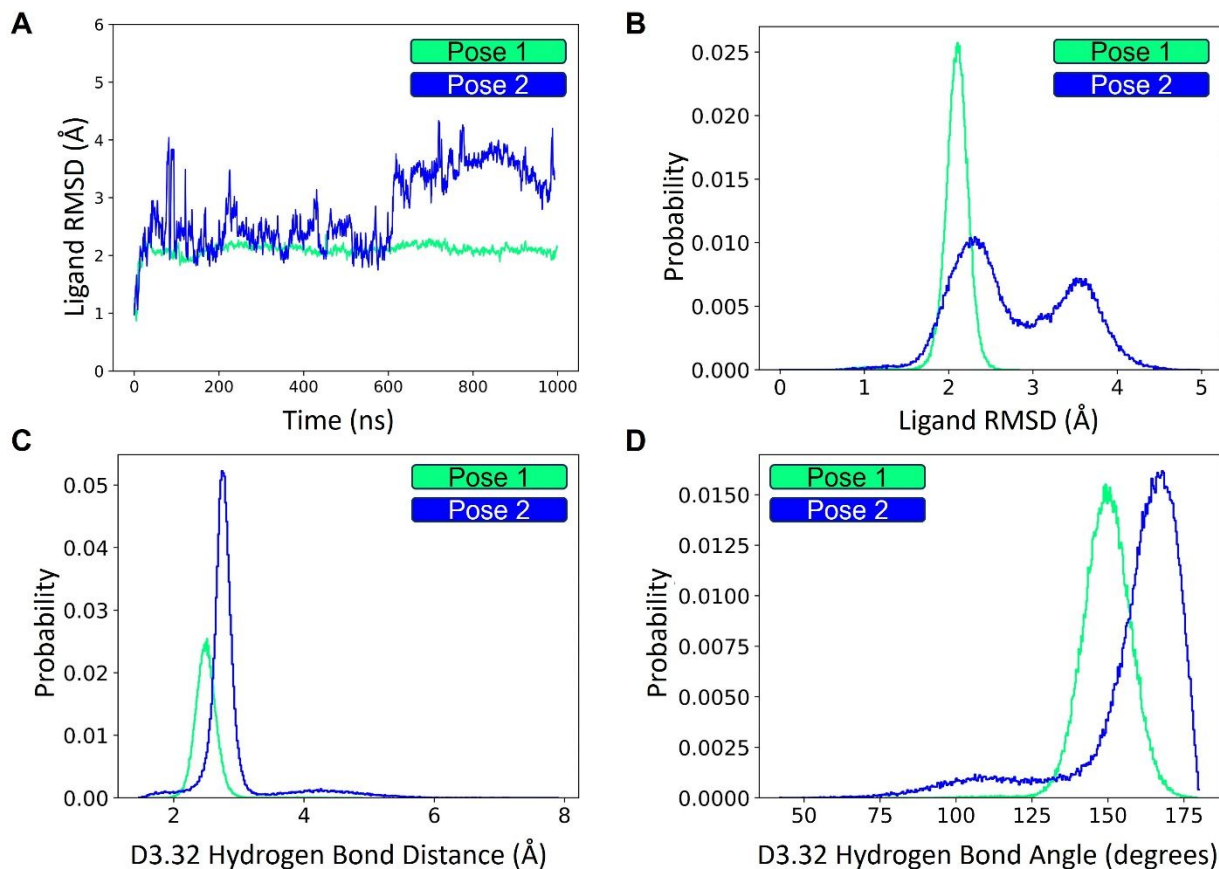 A
Ligand RMSD (Å)
6
5
4
3
2
1
0
Pose 1
Pose 2
0 200 400 600 800 1000
Time (ns)
B
Probability
0.025
0.020
0.015
0.010
0.005
0.000
Pose 1
Pose 2
0 1 2 3 4 5
Ligand RMSD (Å)
C
Probability
0.05
0.04
0.03
0.02
0.01
0.00
Pose 1
Pose 2
2 4 6 8
D3.32 Hydrogen Bond Distance (Å)
D
Probability
0.0150
0.0125
0.0100
0.0075
0.0050
0.0025
0.0000
Pose 1
Pose 2
50 75 100 125 150 175
D3.32 Hydrogen Bond Angle (degrees)